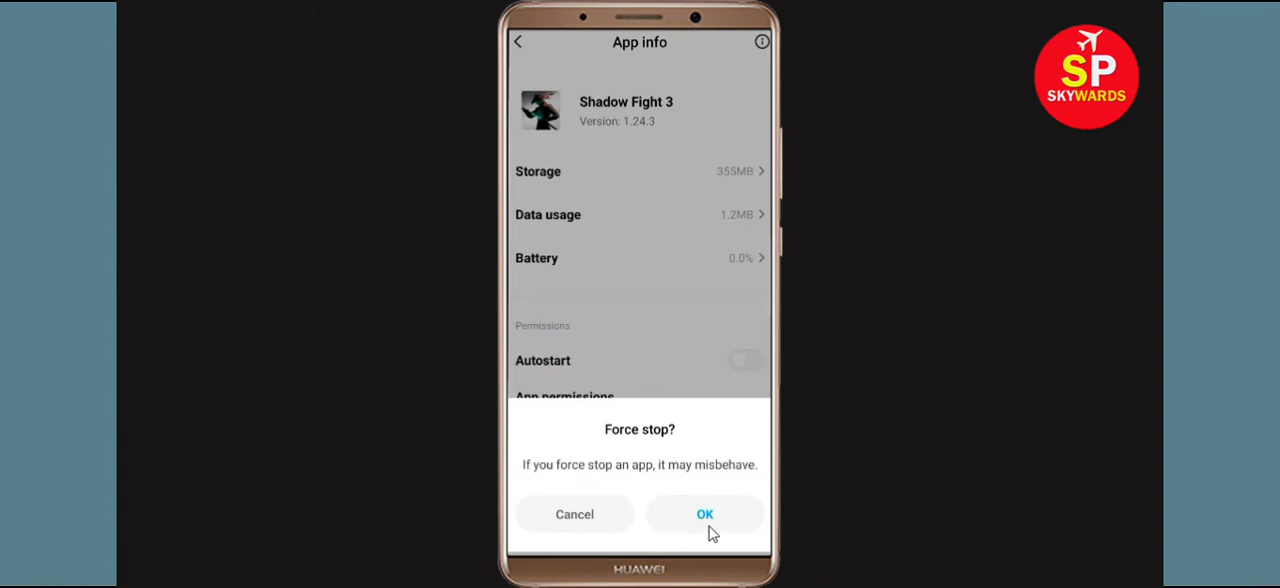 App info
SP
SKYWARDS
Shadow Fight 3
Version: 1.24.3
Storage 355MB
Data usage 1.2MB
Battery 0.0%
Permissions
Autostart
App permissions
Force stop?
If you force stop an app, it may misbehave.
Cancel OK
HUAWEI